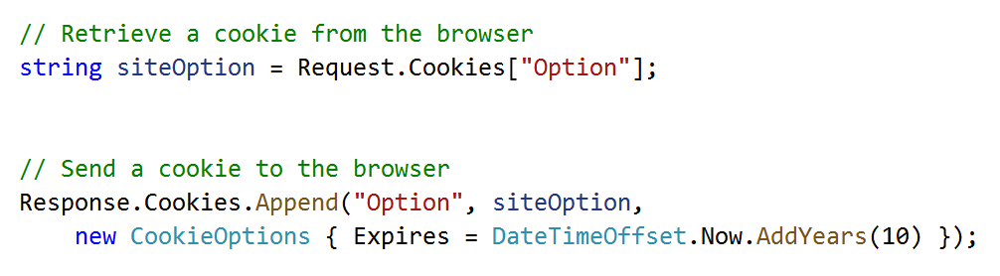 // Retrieve a cookie from the browser
string siteOption = Request.Cookies["Option"];
// Send a cookie to the browser
Response.Cookies.Append("Option", siteOption,
new CookieOptions { Expires = DateTimeOffset.Now.AddYears(10) });